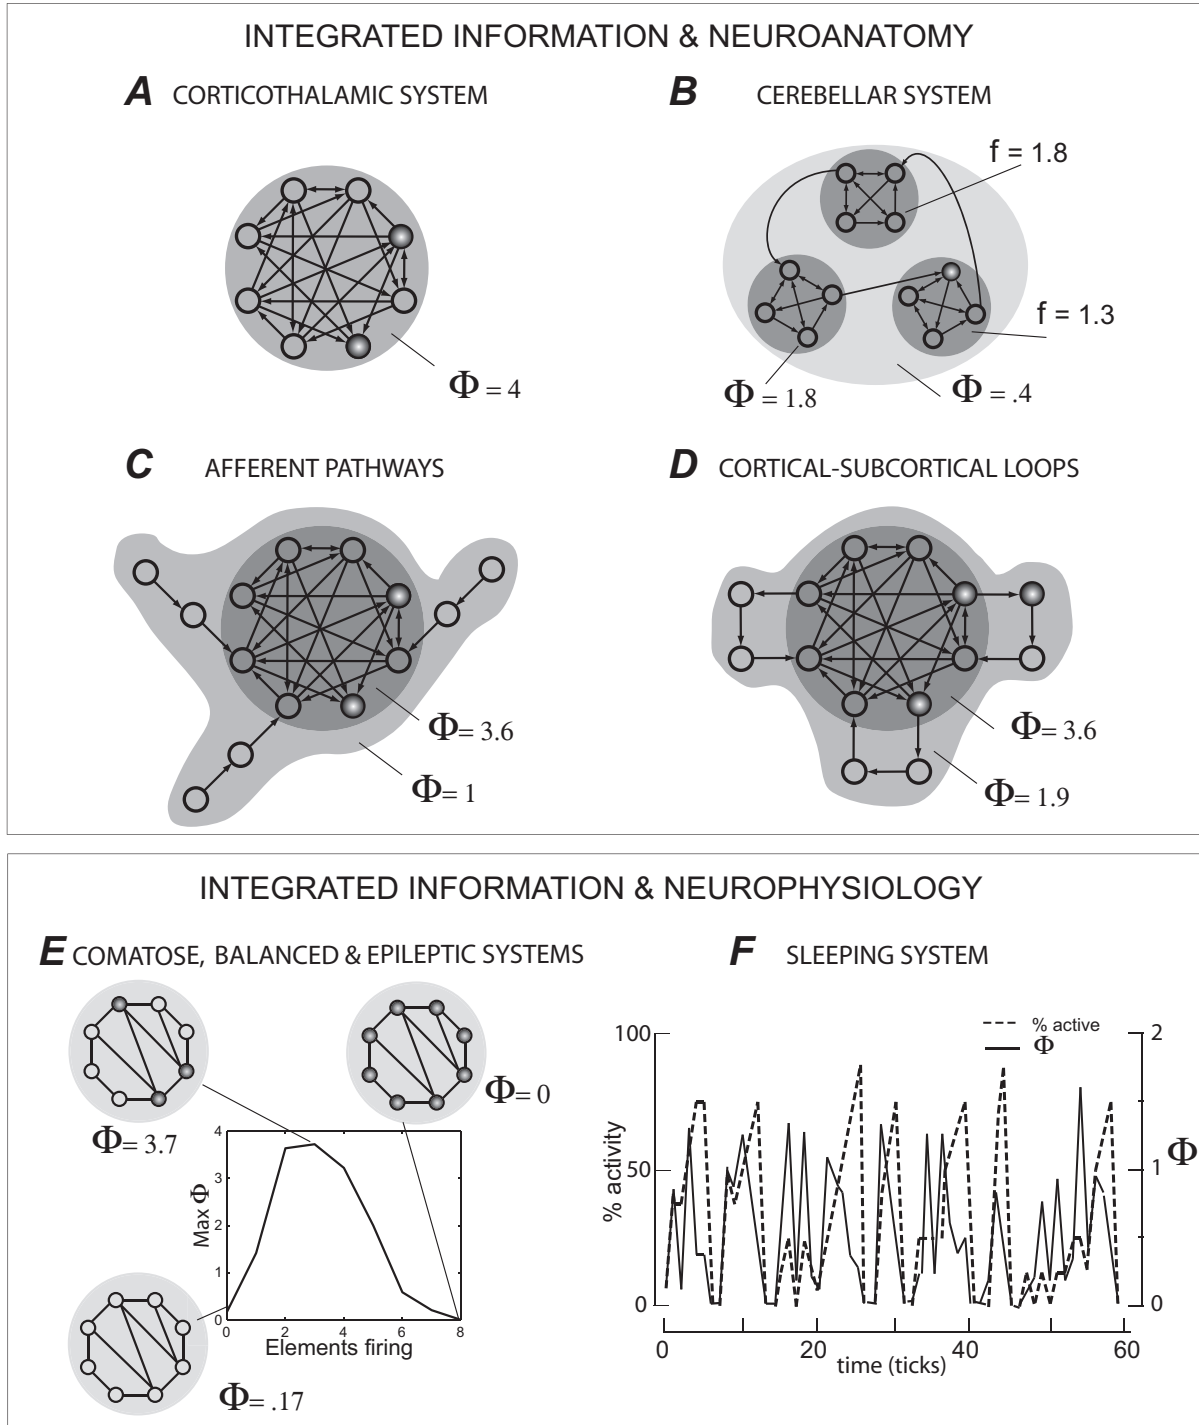 INTEGRATED INFORMATION & NEUROANATOMY
A CORTICOTHALAMIC SYSTEM
Φ = 4
B CEREBELLAR SYSTEM
f = 1.8
f = 1.3
Φ = 1.8
Φ = .4
C AFFERENT PATHWAYS
Φ= 3.6
Φ= 1
D CORTICAL-SUBCORTICAL LOOPS
Φ= 3.6
Φ= 1.9
INTEGRATED INFORMATION & NEUROPHYSIOLOGY
E COMATOSE, BALANCED & EPILEPTIC SYSTEMS
Φ= 3.7
Φ= 0
Max Φ
4
3
2
1
0
0 2 4 6 8
Elements firing
Φ= .17
F SLEEPING SYSTEM
% active
Φ
% activity
100
50
0
2
1
0
Φ
0 20 40 60
time (ticks)